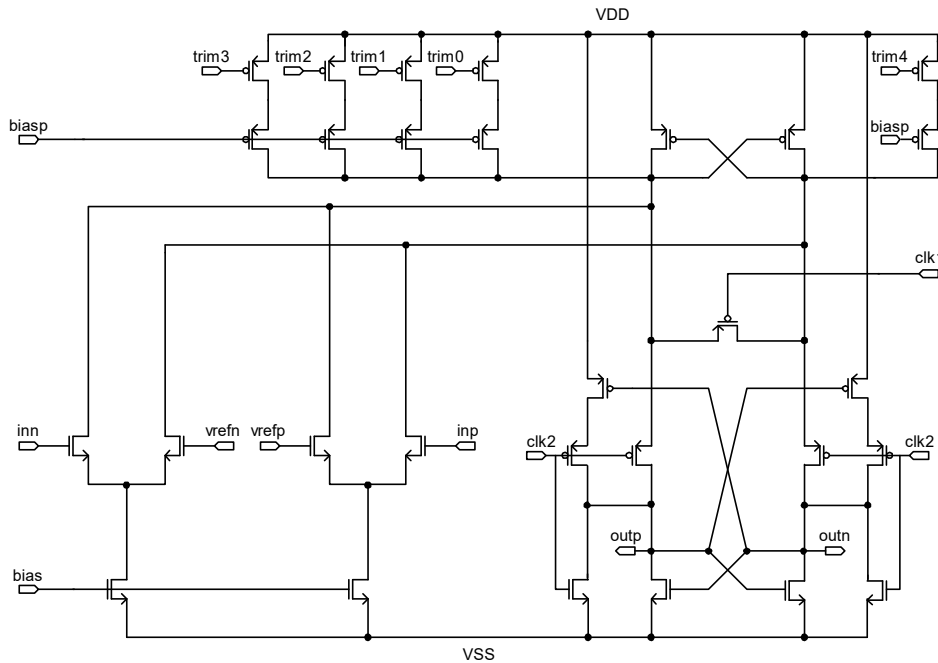 VDD
trim3
trim2
trim1
trim0
trim4
biasp
biasp
clk1
inn
vrefn
vrefp
inp
clk2
clk2
outp
outn
bias
VSS